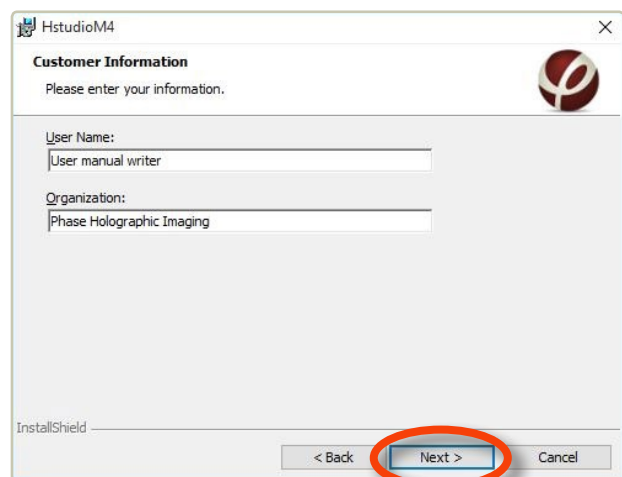 HstudioM4
Customer Information
Please enter your information.
User Name:
User manual writer
Organization:
Phase Holographic Imaging
InstallShield
< Back Next > Cancel